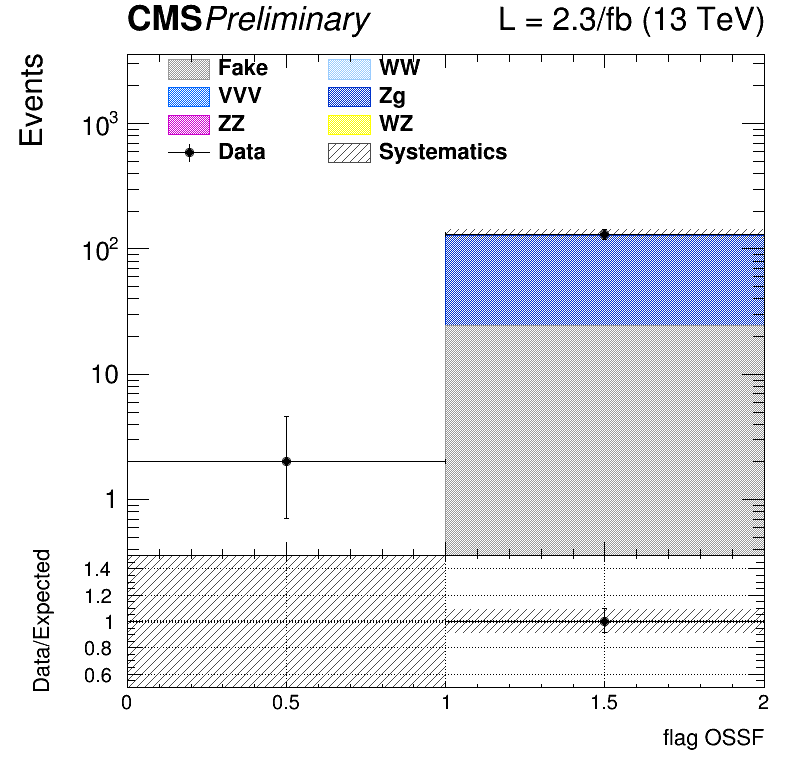 CMS Preliminary L = 2.3/fb (13 TeV)
Events
Fake WW
VVV Zg
ZZ WZ
Data Systematics
10³
10²
10
1
Data/Expected
1.4
1.2
1
0.8
0.6
0 0.5 1 1.5 2
flag OSSF